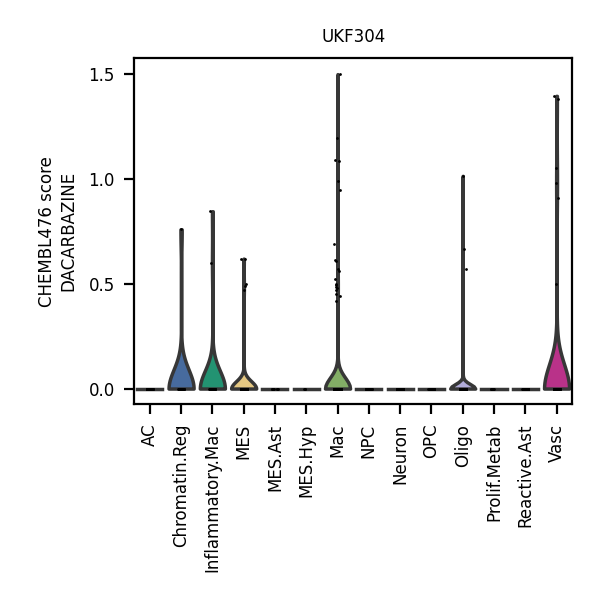 UKF304
CHEMBL476 score
DACARBAZINE
1.5
1.0
0.5
0.0
AC
Chromatin.Reg
Inflammatory.Mac
MES
MES.Ast
MES.Hyp
Mac
NPC
Neuron
OPC
Oligo
Prolif.Metab
Reactive.Ast
Vasc